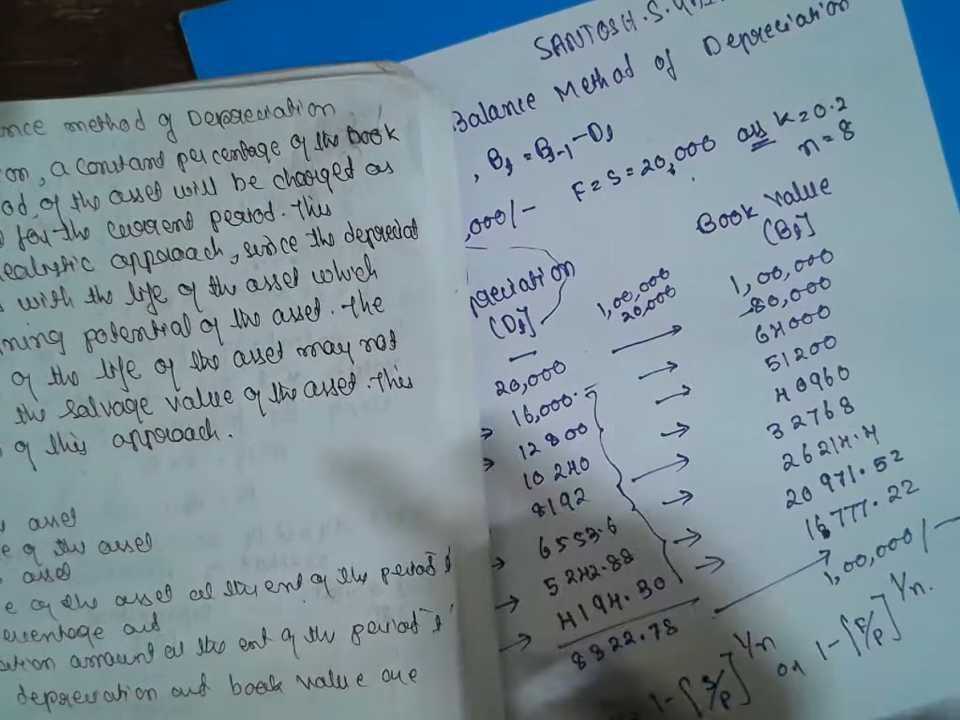 nce method of Depreciation
on, a constant percentage of the book
od, of the asset will be charged as
for the current period. This
ealistic approach, since the depreciat
with the life of the asset which
ning potential of the asset. The
of the life of the asset may not
the salvage value of the asset. This
of this approach.
asset
e of the asset
asset
e of the asset at the end of the period 't'
ercentage and
ation amount at the end of the period 't'
depreciation and book value are
SANTOSH.S.
Balance Method of Depreciation
, Bt = Bt-1 - Dt
,000/- F = S = 20,000 K = 0.2
n = 8
preciation
(Dt]
1,00,000
20,000
Book value
(Bt]
— 1,00,000
20,000 → 80,000
16,000. → 64000
12800 → 51200
10240 → 40960
8192 → 32768
6553.6 → 26214.4
5242.88 → 20971.52
4194.30 → 16777.22
8322.78 → 1,00,000/-
1-[S/P]^1/n or 1-[F/P]^1/n.